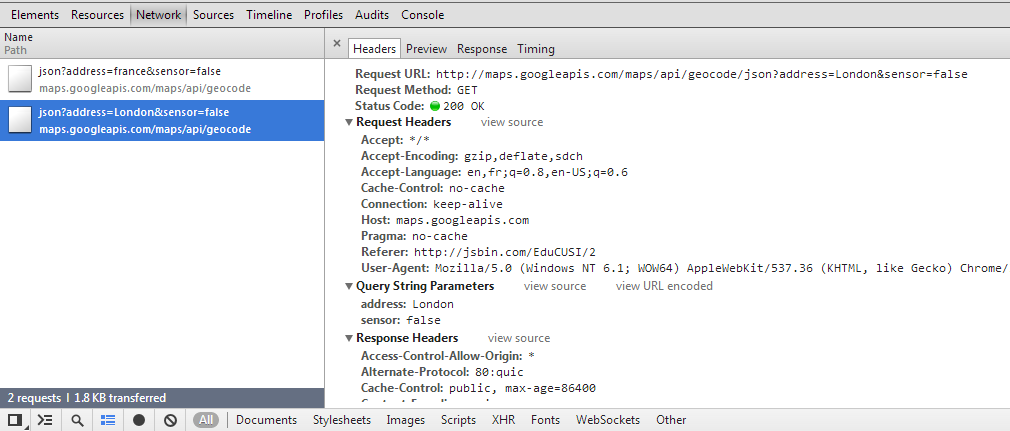 Elements Resources Network Sources Timeline Profiles Audits Console
Name
Path
json?address=france&sensor=false
maps.googleapis.com/maps/api/geocode
json?address=London&sensor=false
maps.googleapis.com/maps/api/geocode
2 requests | 1.8 KB transferred
× Headers Preview Response Timing
Request URL: http://maps.googleapis.com/maps/api/geocode/json?address=London&sensor=false
Request Method: GET
Status Code: 200 OK
Request Headers view source
Accept: */*
Accept-Encoding: gzip,deflate,sdch
Accept-Language: en,fr;q=0.8,en-US;q=0.6
Cache-Control: no-cache
Connection: keep-alive
Host: maps.googleapis.com
Pragma: no-cache
Referer: http://jsbin.com/EduCUSI/2
User-Agent: Mozilla/5.0 (Windows NT 6.1; WOW64) AppleWebKit/537.36 (KHTML, like Gecko) Chrome/
Query String Parameters view source view URL encoded
address: London
sensor: false
Response Headers view source
Access-Control-Allow-Origin: *
Alternate-Protocol: 80:quic
Cache-Control: public, max-age=86400
All Documents Stylesheets Images Scripts XHR Fonts WebSockets Other